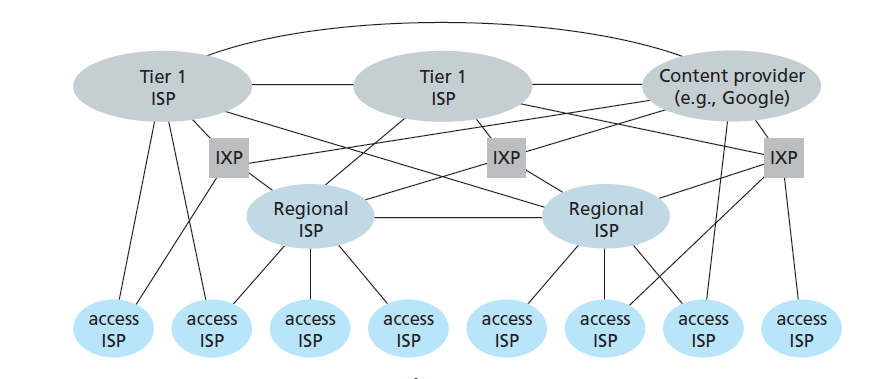 Tier 1
ISP
Tier 1
ISP
Content provider
(e.g., Google)
IXP
IXP
IXP
Regional
ISP
Regional
ISP
access
ISP
access
ISP
access
ISP
access
ISP
access
ISP
access
ISP
access
ISP
access
ISP